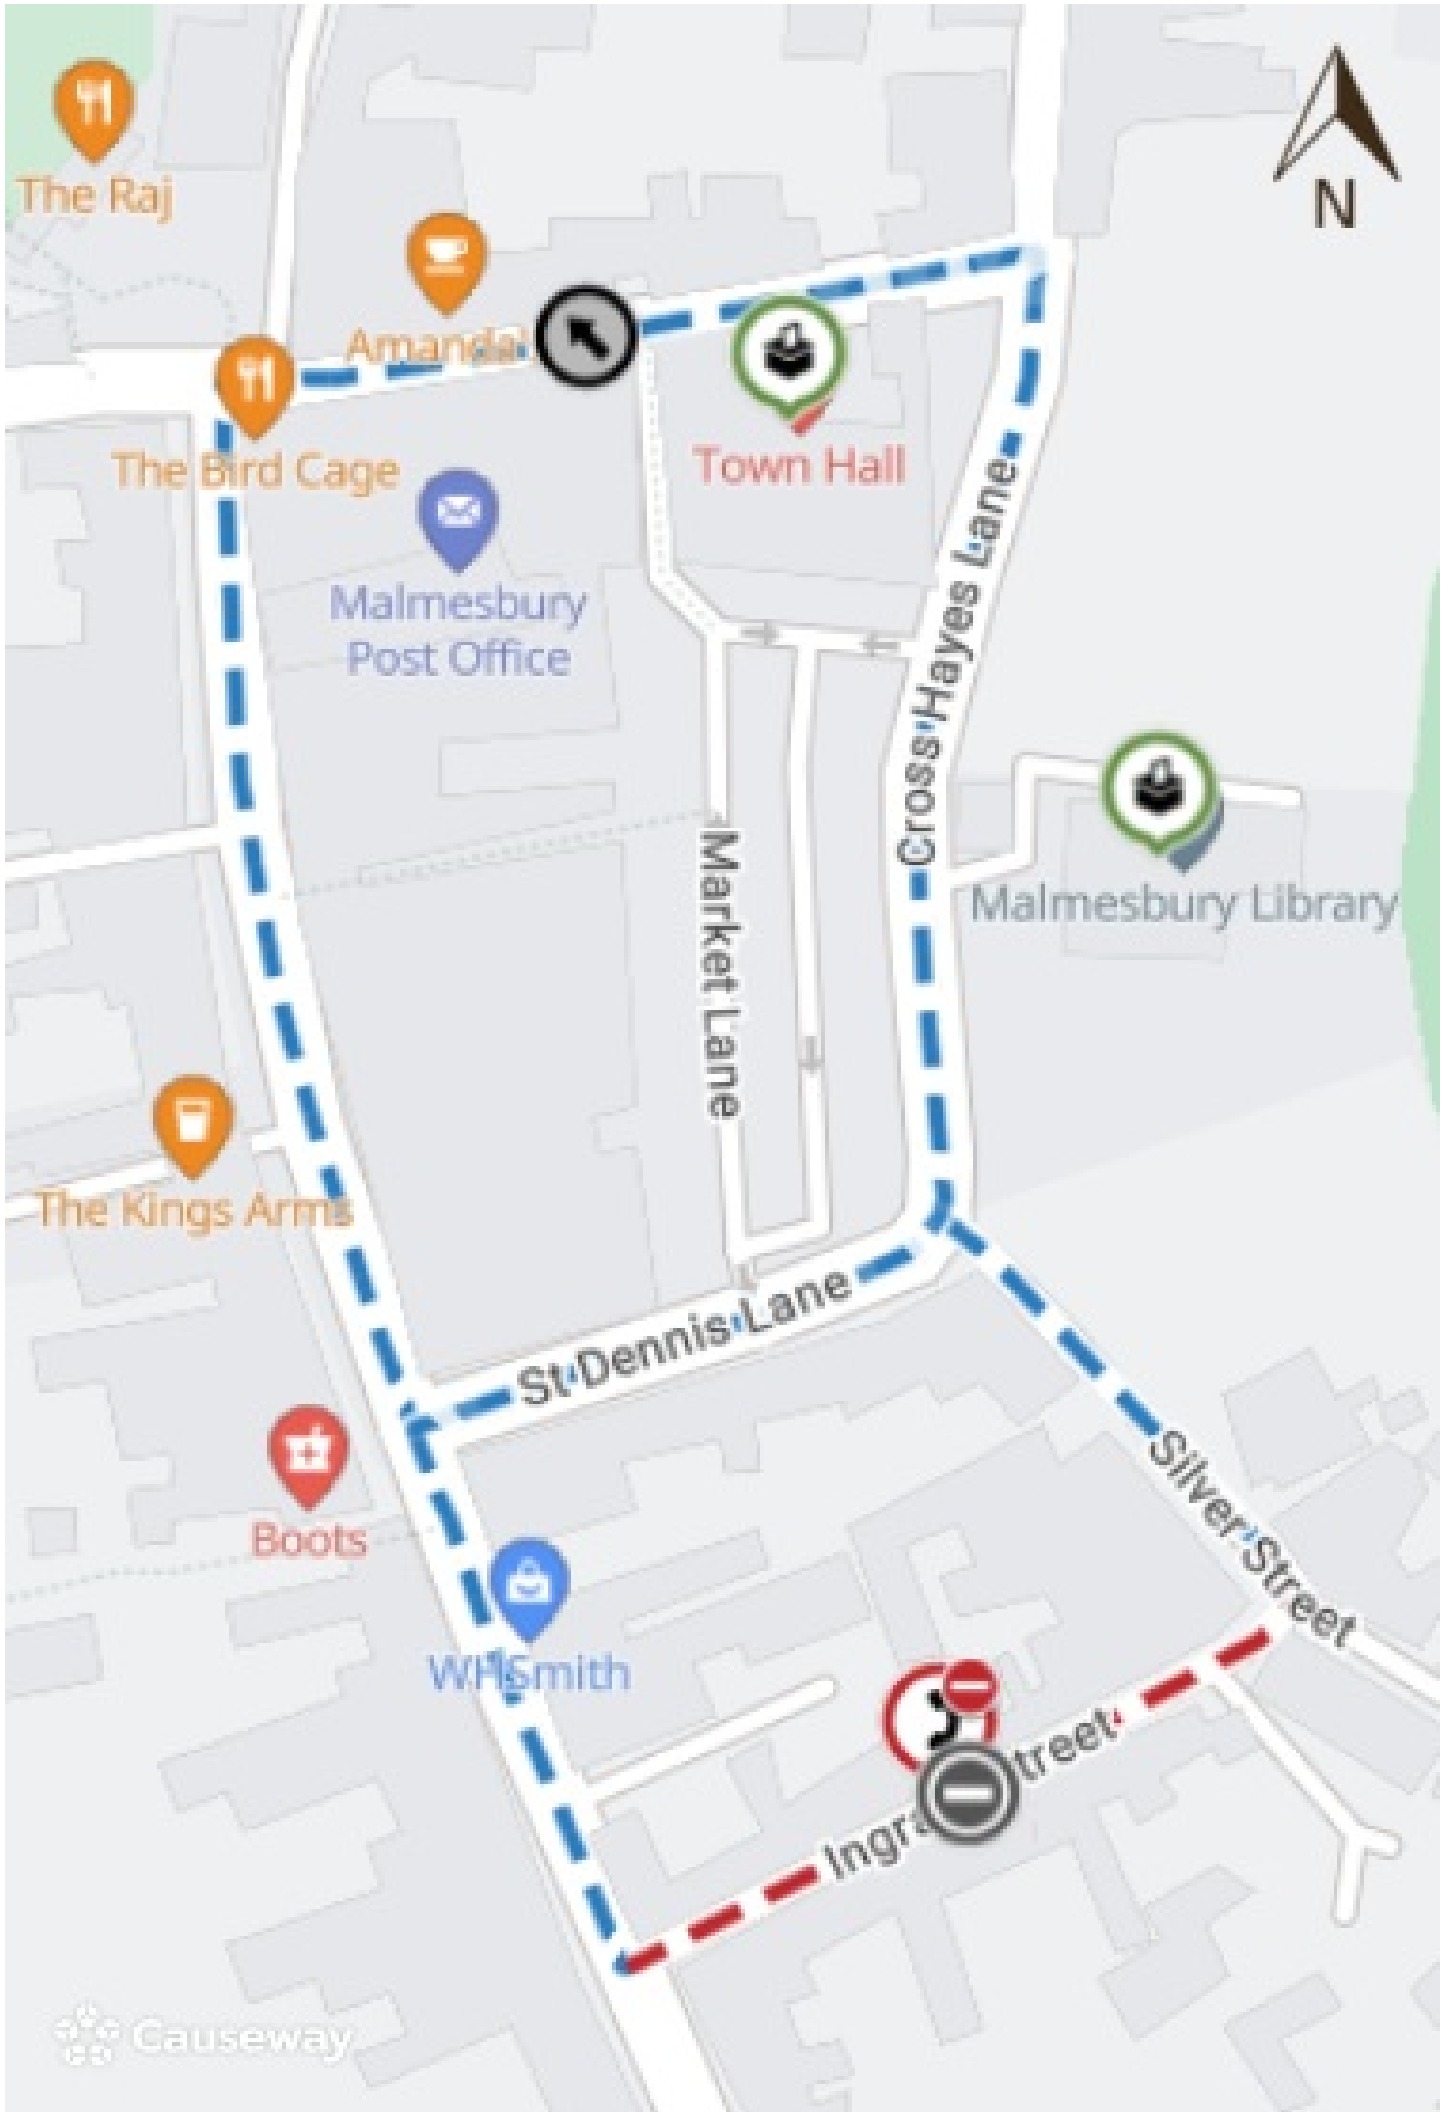 N
The Raj
Amanda'
The Bird Cage
Town Hall
Malmesbury
Post Office
Cross Hayes Lane
Market Lane
Malmesbury Library
The Kings Arms
St Dennis Lane
Boots
Silver Street
WHSmith
Causeway